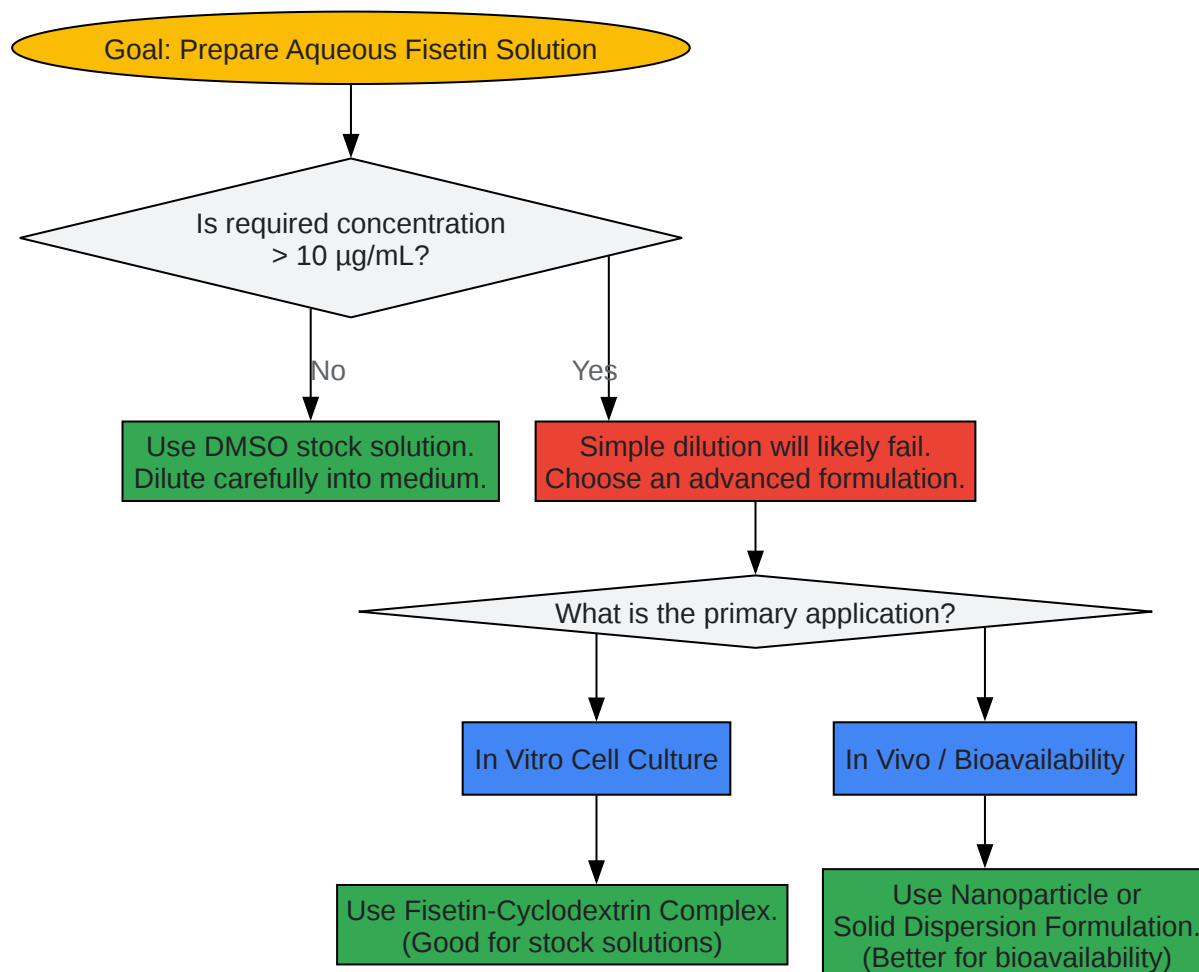 Goal: Prepare Aqueous Fisetin Solution
Is required concentration
> 10 µg/mL?
No
Yes
Use DMSO stock solution.
Dilute carefully into medium.
Simple dilution will likely fail.
Choose an advanced formulation.
What is the primary application?
In Vitro Cell Culture
In Vivo / Bioavailability
Use Fisetin-Cyclodextrin Complex.
(Good for stock solutions)
Use Nanoparticle or
Solid Dispersion Formulation.
(Better for bioavailability)